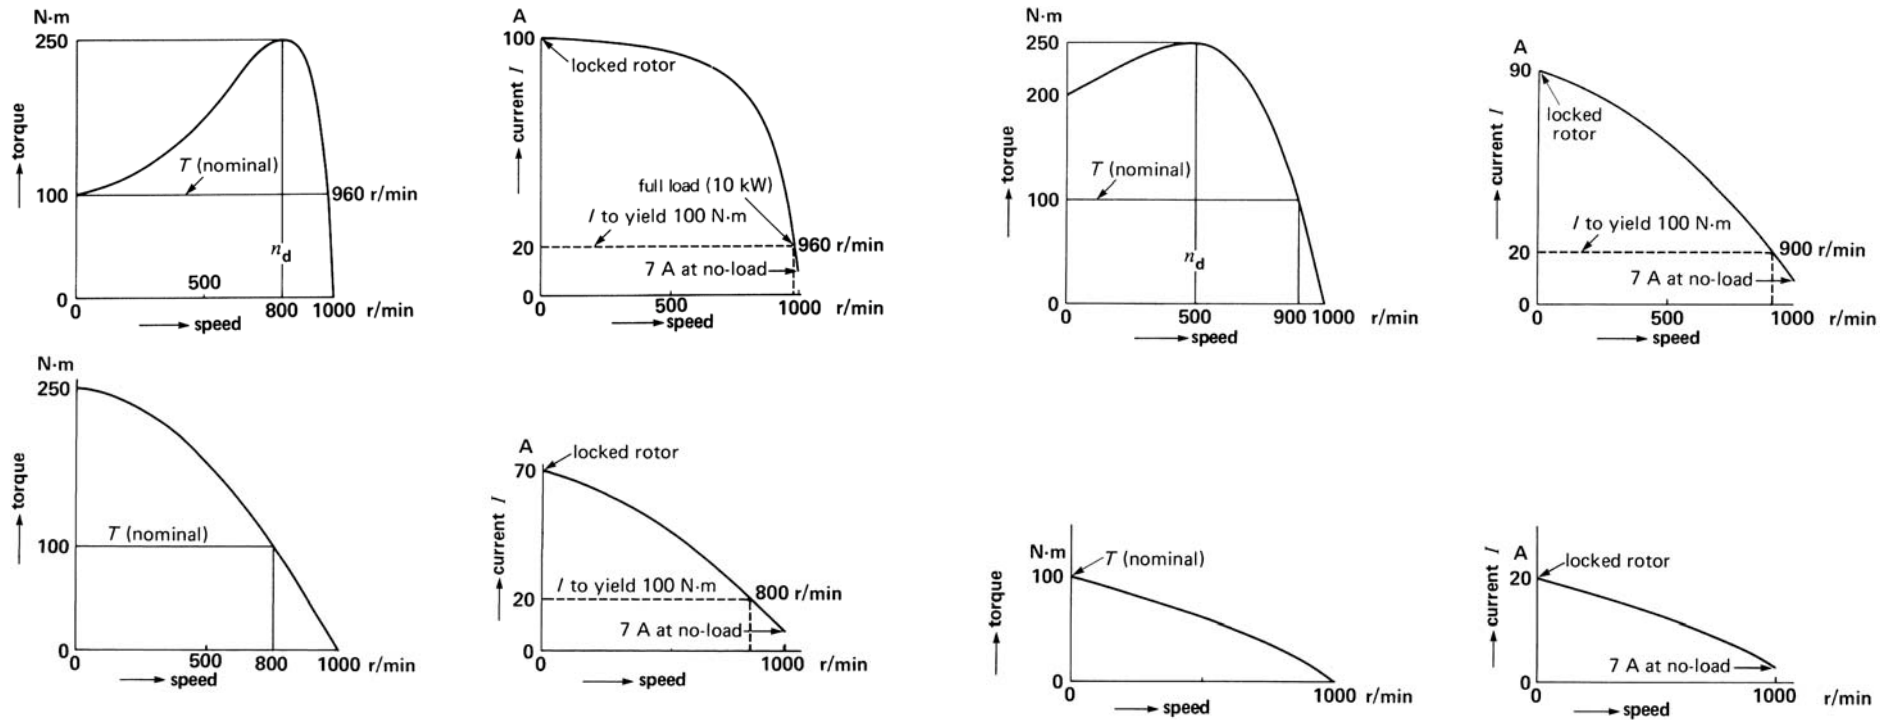 N·m
250
T (nominal)
100
960 r/min
n_d
500
0
0
800
1000 r/min
torque
speed
A
100
locked rotor
current I
full load (10 kW)
I to yield 100 N·m
20
960 r/min
7 A at no-load
0
0
500
1000 r/min
speed
N·m
250
200
torque
T (nominal)
100
n_d
0
0
500
900
1000 r/min
speed
A
90
locked
rotor
current I
I to yield 100 N·m
900 r/min
20
7 A at no-load
0
0
500
1000 r/min
speed
N·m
250
torque
T (nominal)
100
0
0
500
800
1000 r/min
speed
A
locked rotor
70
current I
I to yield 100 N·m
800 r/min
20
7 A at no-load
0
0
1000 r/min
speed
N·m
T (nominal)
100
torque
0
0
1000 r/min
speed
A
locked rotor
20
current I
7 A at no-load
0
0
1000 r/min
speed